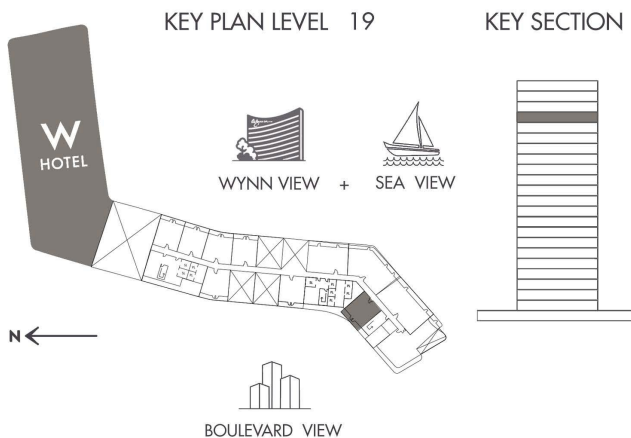 KEY PLAN LEVEL 19
KEY SECTION
W
HOTEL
WYNN VIEW + SEA VIEW
N
BOULEVARD VIEW